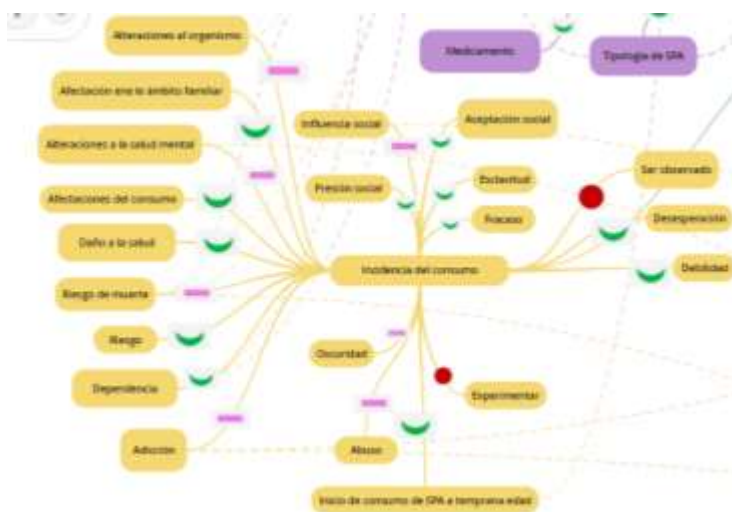 Alteraciones al organismo
Medicamento
Tipología de SPA
Afectación ene lo ámbito familiar
Influencia social
Aceptación social
Alteraciones a la salud mental
Ser observado
Esclavitud
Presión social
Afectaciones del consumo
Fracaso
Desesperación
Daño a la salud
Incidencia del consumo
Debilidad
Riesgo de muerte
Riesgo
Oscuridad
Dependencia
Experimentar
Adicción
Abuso
Inicio de consumo de SPA a temprana edad